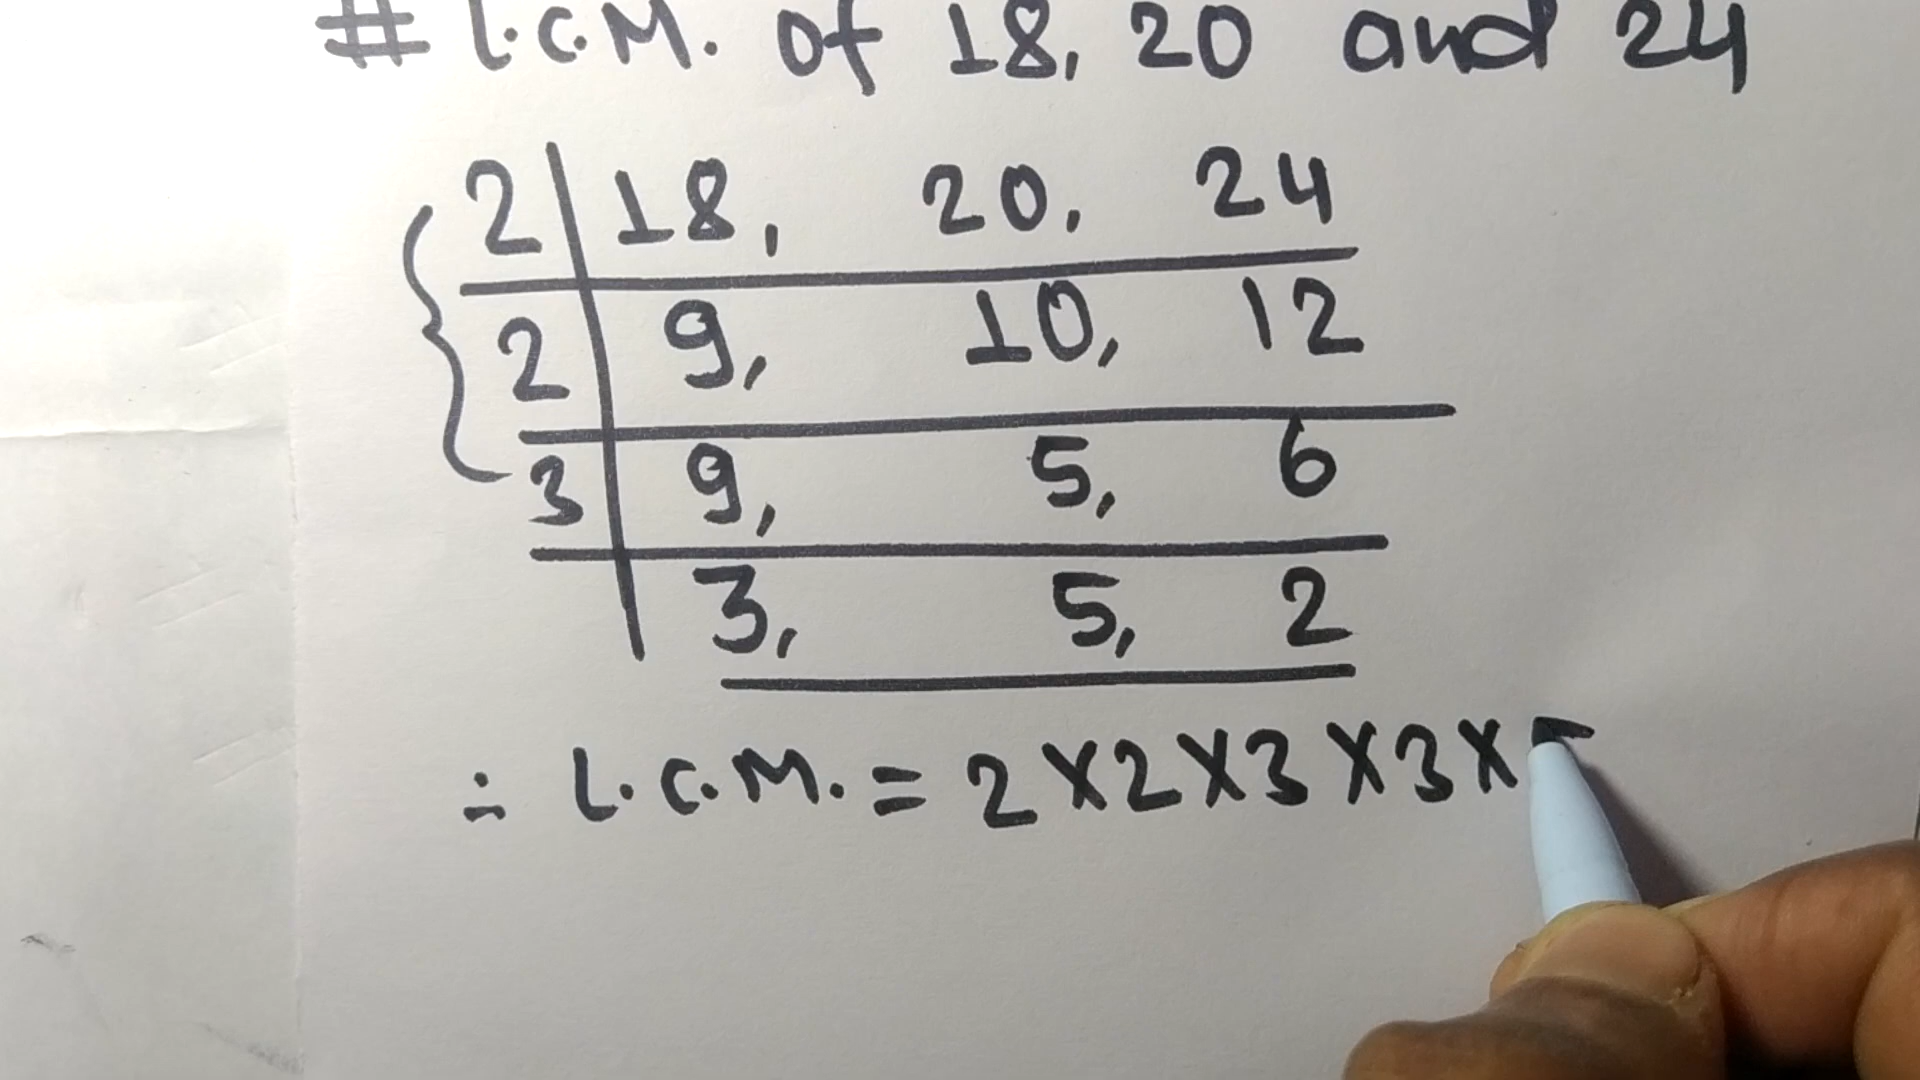 # L.C.M. of 18, 20 and 24
2 | 18, 20, 24
2 | 9, 10, 12
3 | 9, 5, 6
3, 5, 2
∴ L.C.M. = 2×2×3×3×